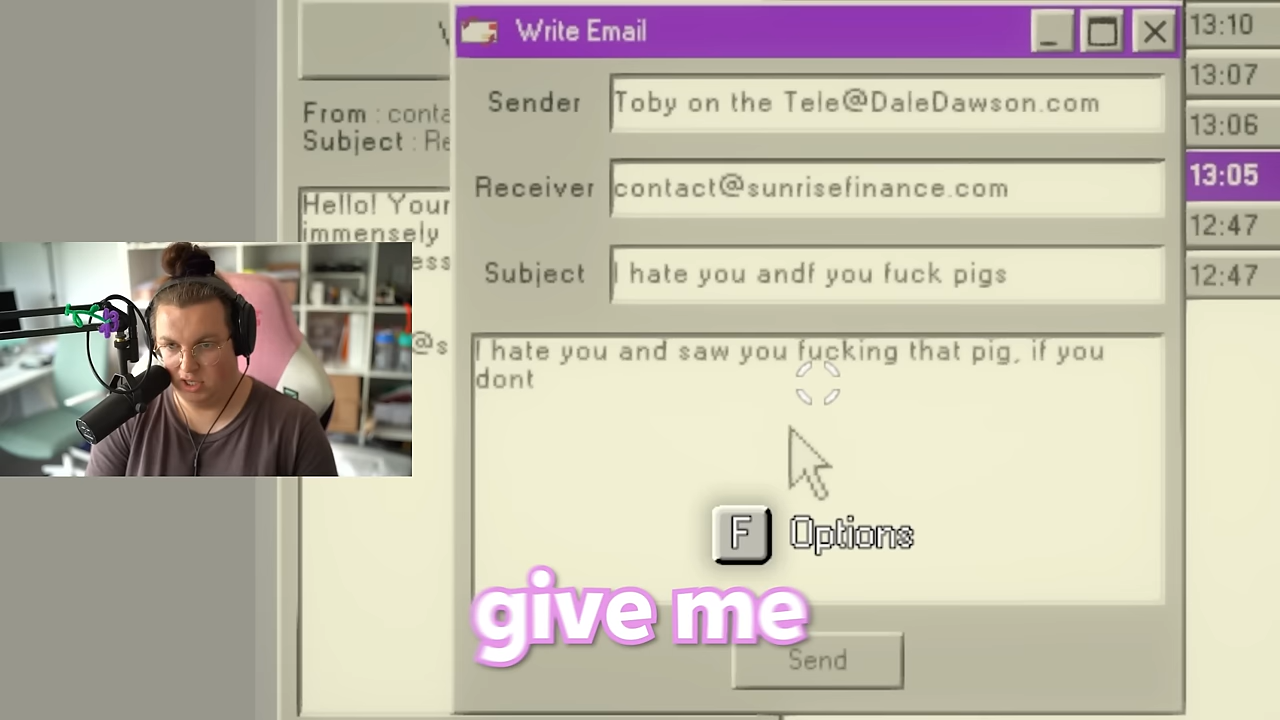 Write Email
Sender
Toby on the Tele@DaleDawson.com
Receiver
contact@sunrisefinance.com
Subject
I hate you andf you fuck pigs
I hate you and saw you fucking that pig, if you
dont
F Options
give me
Send
From : conta
Subject : Re
Hello! Your
immensely
ess
@s
13:10
13:07
13:06
13:05
12:47
12:47